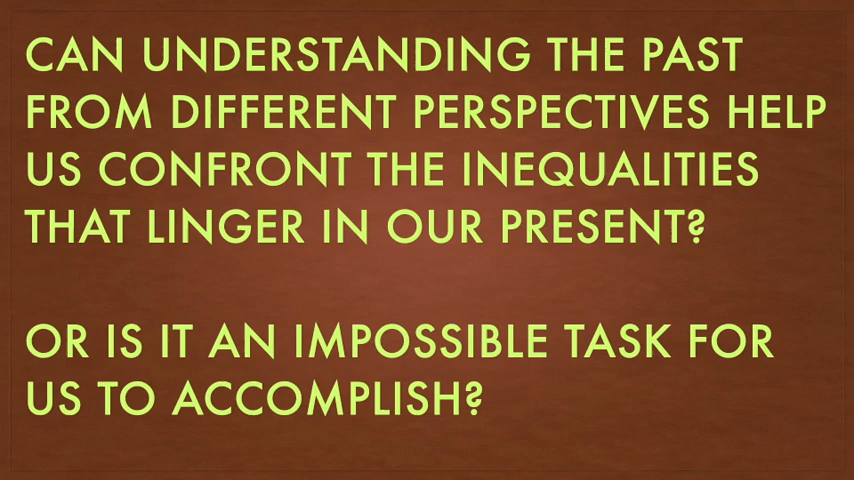 CAN UNDERSTANDING THE PAST
FROM DIFFERENT PERSPECTIVES HELP
US CONFRONT THE INEQUALITIES
THAT LINGER IN OUR PRESENT?
OR IS IT AN IMPOSSIBLE TASK FOR
US TO ACCOMPLISH?